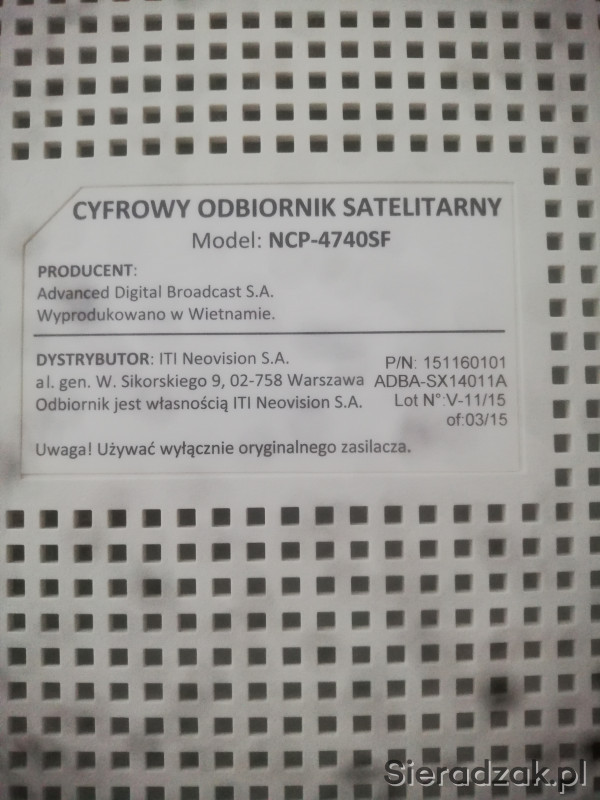 CYFROWY ODBIORNIK SATELITARNY
Model: NCP-4740SF
PRODUCENT:
Advanced Digital Broadcast S.A.
Wyprodukowano w Wietnamie.
DYSTRYBUTOR: ITI Neovision S.A.
al. gen. W. Sikorskiego 9, 02-758 Warszawa
Odbiornik jest własnością ITI Neovision S.A.
P/N: 151160101
ADBA-SX14011A
Lot N°:V-11/15
of:03/15
Uwaga! Używać wyłącznie oryginalnego zasilacza.
Sieradzak.pl